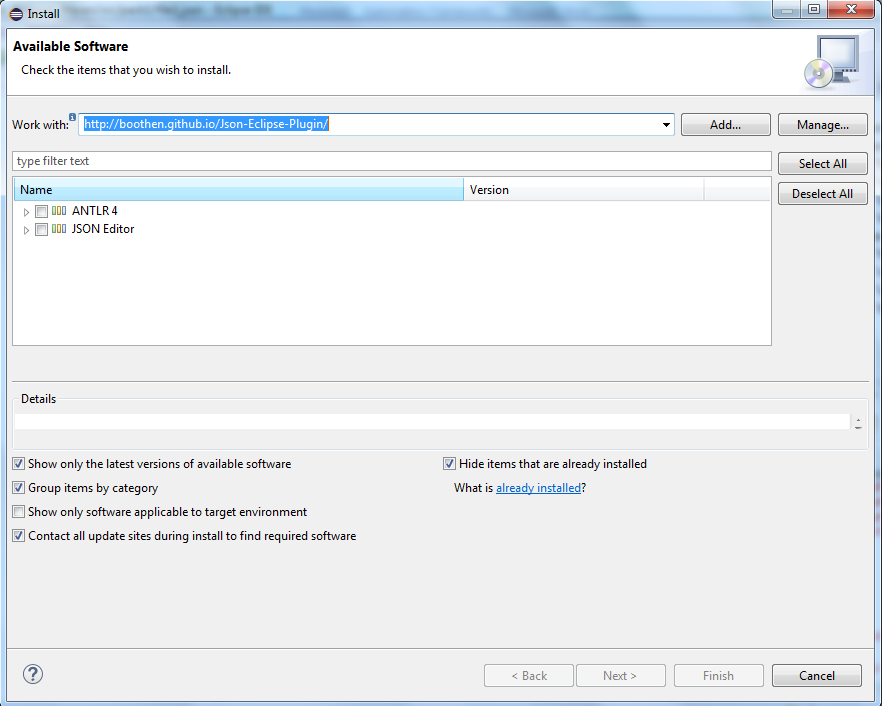 Install
Available Software
Check the items that you wish to install.
Work with: http://boothen.github.io/Json-Eclipse-Plugin/ Add... Manage...
type filter text Select All
Deselect All
Name Version
ANTLR 4
JSON Editor
Details
Show only the latest versions of available software Hide items that are already installed
Group items by category What is already installed?
Show only software applicable to target environment
Contact all update sites during install to find required software
? < Back Next > Finish Cancel